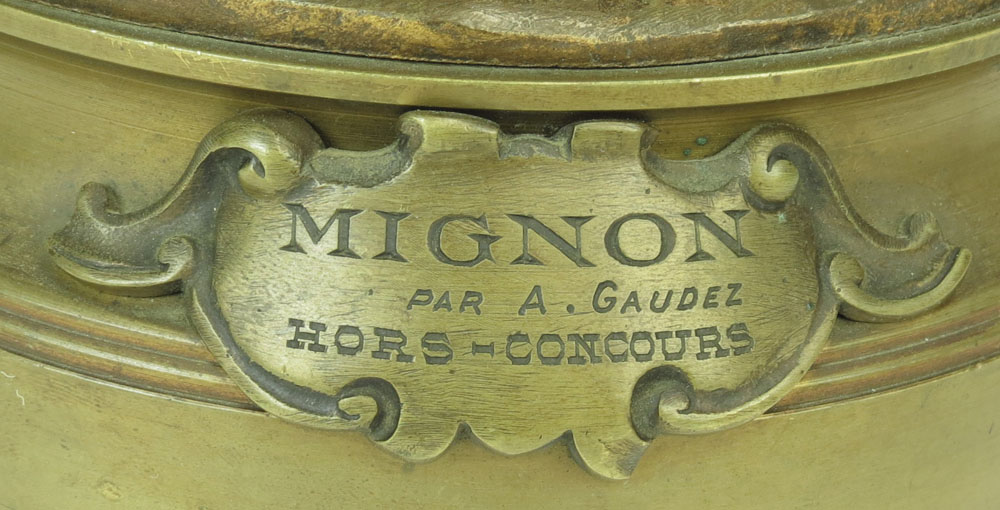 MIGNON
PAR A. GAUDEZ
HORS-CONCOURS